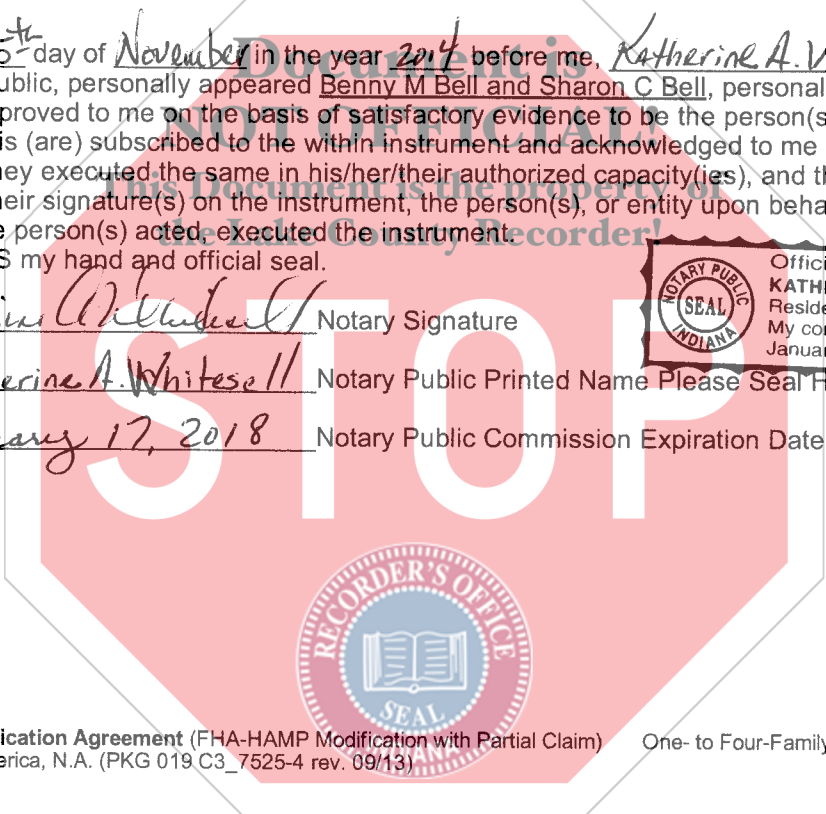 5th day of November in the year 2014 before me, Katherine A. W
ublic, personally appeared Benny M Bell and Sharon C Bell, personal
proved to me on the basis of satisfactory evidence to be the person(s
is (are) subscribed to the within instrument and acknowledged to me
ney executed the same in his/her/their authorized capacity(ies), and th
eir signature(s) on the instrument, the person(s), or entity upon beha
e person(s) acted, executed the instrument.
S my hand and official seal.
Document is
NOT OFFICIAL!
This Document is the property of
the Lake County Recorder!
Notary Signature
erine A. Whitesell Notary Public Printed Name Please Seal H
ary 17, 2018 Notary Public Commission Expiration Date
NOTARY PUBLIC
SEAL
INDIANA
Offici
KATHE
Reside
My con
Januar
STOP
RECORDER'S OFFICE
SEAL
INDIANA
ication Agreement (FHA-HAMP Modification with Partial Claim) One- to Four-Family
erica, N.A. (PKG 019 C3_7525-4 rev. 09/13)